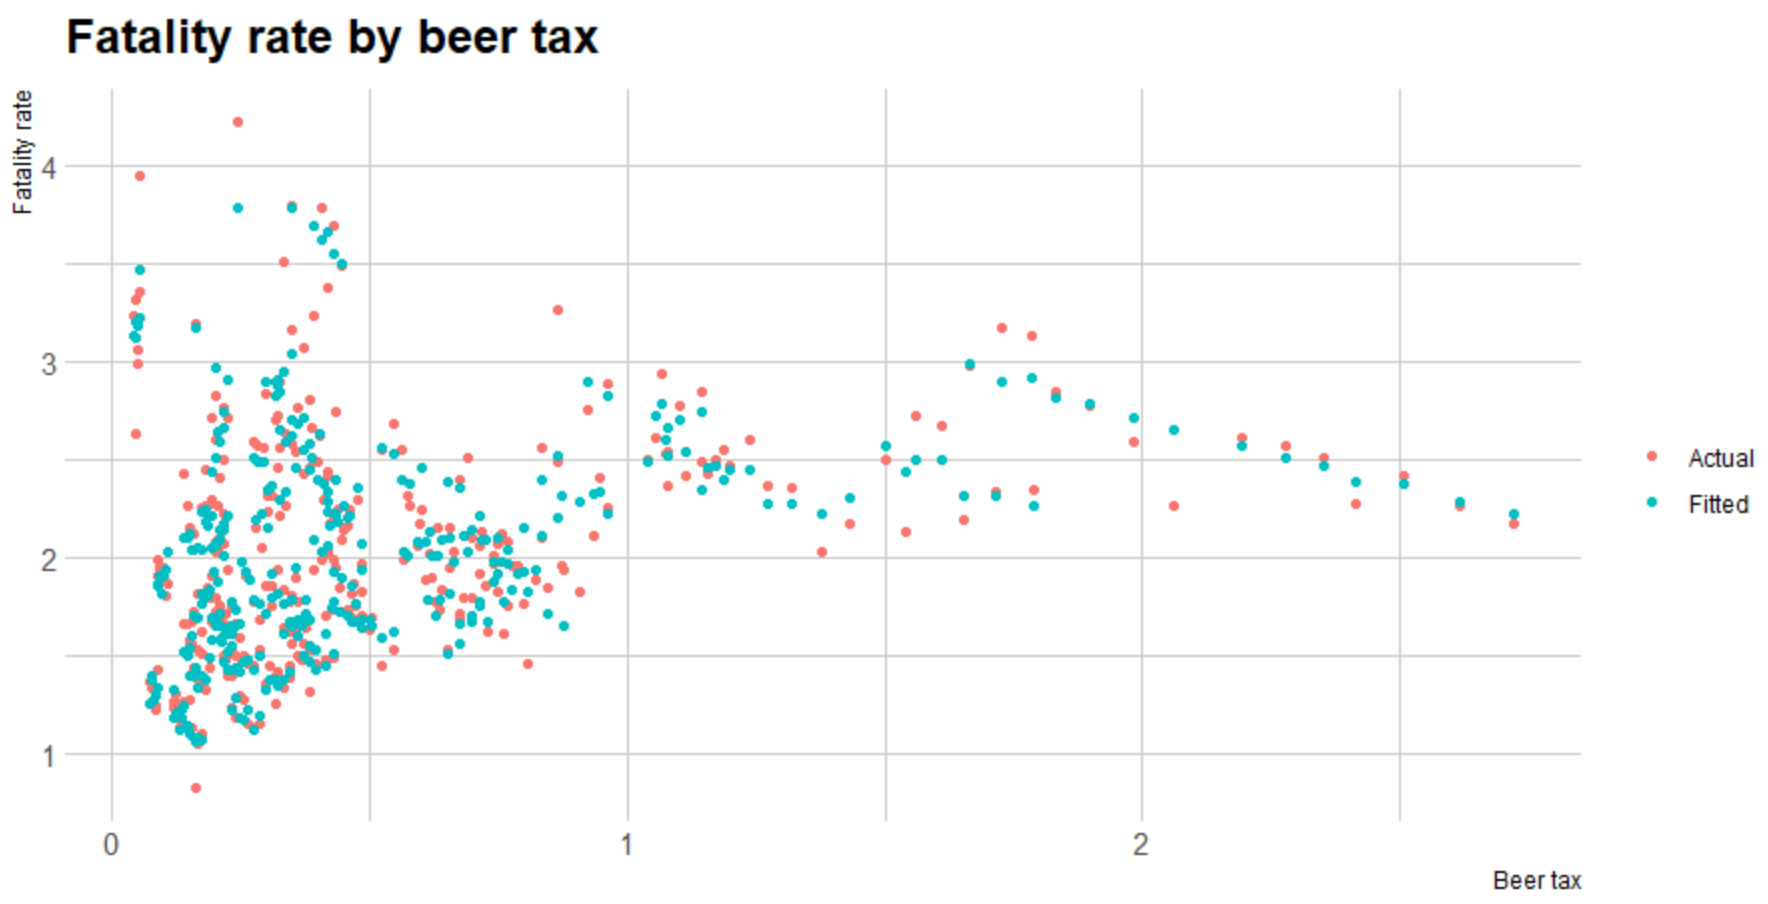 Fatality rate by beer tax
Fatality rate
4
3
2
1
0
1
2
Beer tax
Actual
Fitted